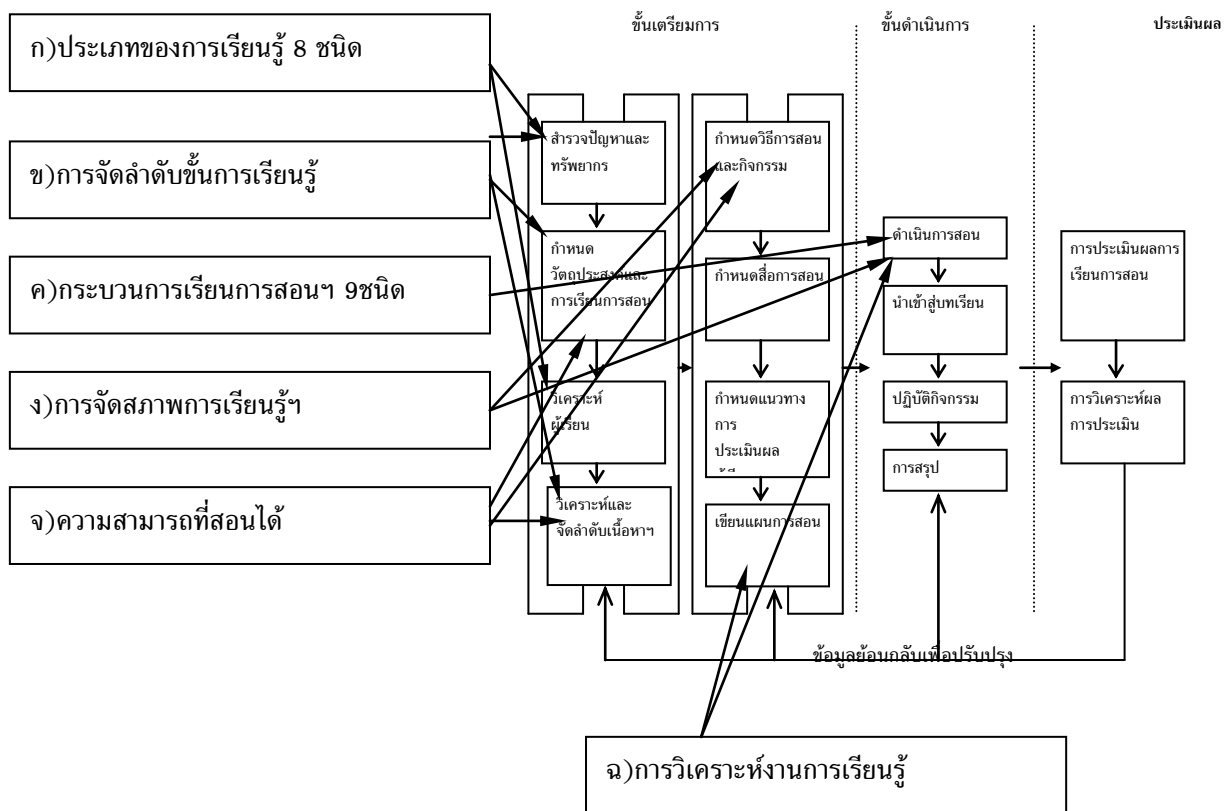 ขั้นเตรียมการ
ขั้นดำเนินการ
ประเมินผล
ก)ประเภทของการเรียนรู้ 8 ชนิด
ข)การจัดลำดับขั้นการเรียนรู้
ค)กระบวนการเรียนการสอนฯ 9ชนิด
ง)การจัดสภาพการเรียนรู้ฯ
จ)ความสามารถที่สอนได้
สำรวจปัญหาและ
ทรัพยากร
กำหนด
วัตถุประสงค์และ
การเรียนการสอน
วิเคราะห์
ผู้เรียน
วิเคราะห์และ
จัดลำดับเนื้อหาฯ
กำหนดวิธีการสอน
และกิจกรรม
กำหนดสื่อการสอน
กำหนดแนวทาง
การ
ประเมินผล
เขียนแผนการสอน
ดำเนินการสอน
นำเข้าสู่บทเรียน
ปฏิบัติกิจกรรม
การสรุป
การประเมินผลการ
เรียนการสอน
การวิเคราะห์ผล
การประเมิน
ข้อมูลย้อนกลับเพื่อปรับปรุง
ฉ)การวิเคราะห์งานการเรียนรู้